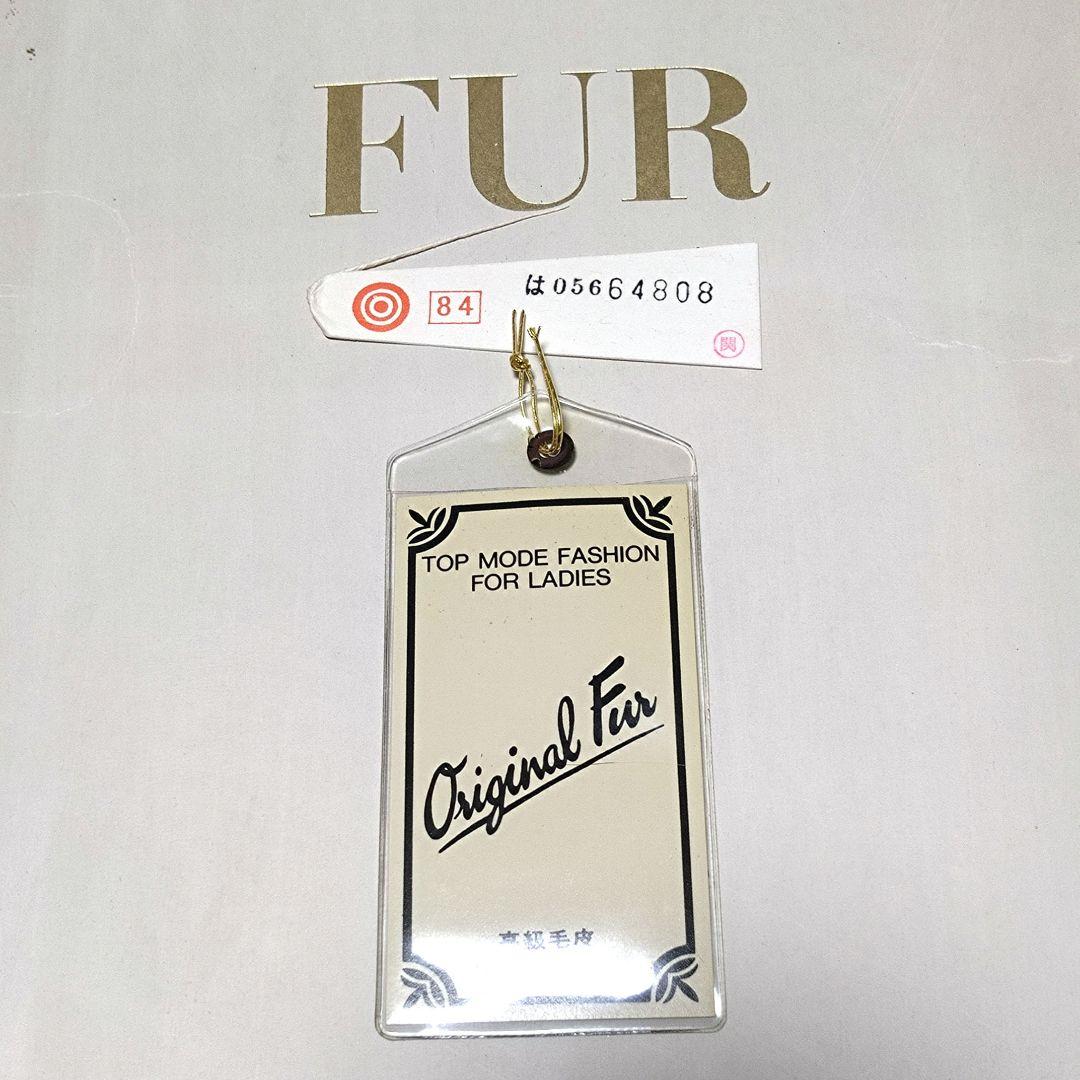 FUR
84
は05664808
関
TOP MODE FASHION
FOR LADIES
Original Fur
高級毛皮